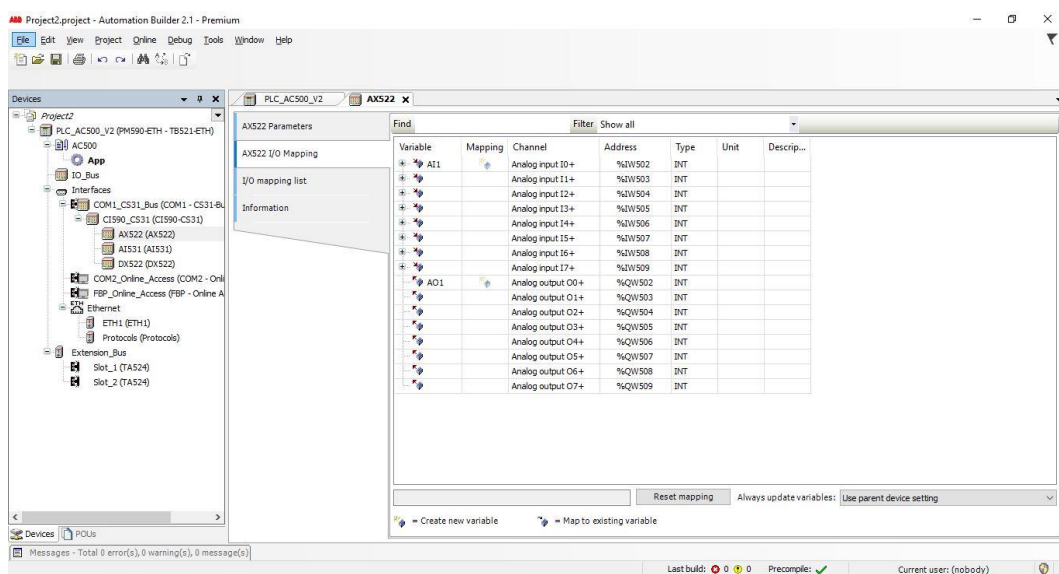 ABB Project2.project - Automation Builder 2.1 - Premium
File Edit View Project Online Debug Tools Window Help
Devices
Project2
PLC_AC500_V2 (PM590-ETH - TB521-ETH)
AC500
App
IO_Bus
Interfaces
COM1_CS31_Bus (COM1 - CS31-Bu
CI590_CS31 (CI590-CS31)
AX522 (AX522)
AI531 (AI531)
DX522 (DX522)
COM2_Online_Access (COM2 - Onli
FBP_Online_Access (FBP - Online A
ETH Ethernet
ETH1 (ETH1)
Protocols (Protocols)
Extension_Bus
Slot_1 (TA524)
Slot_2 (TA524)
Devices POUs
PLC_AC500_V2 AX522
AX522 Parameters
AX522 I/O Mapping
I/O mapping list
Information
Find Filter Show all
Variable Mapping Channel Address Type Unit Descrip...
AI1 Analog input I0+ %IW502 INT
Analog input I1+ %IW503 INT
Analog input I2+ %IW504 INT
Analog input I3+ %IW505 INT
Analog input I4+ %IW506 INT
Analog input I5+ %IW507 INT
Analog input I6+ %IW508 INT
Analog input I7+ %IW509 INT
AO1 Analog output O0+ %QW502 INT
Analog output O1+ %QW503 INT
Analog output O2+ %QW504 INT
Analog output O3+ %QW505 INT
Analog output O4+ %QW506 INT
Analog output O5+ %QW507 INT
Analog output O6+ %QW508 INT
Analog output O7+ %QW509 INT
Reset mapping Always update variables: Use parent device setting
= Create new variable = Map to existing variable
Messages - Total 0 error(s), 0 warning(s), 0 message(s)
Last build: 0 0 Precompile: Current user: (nobody)